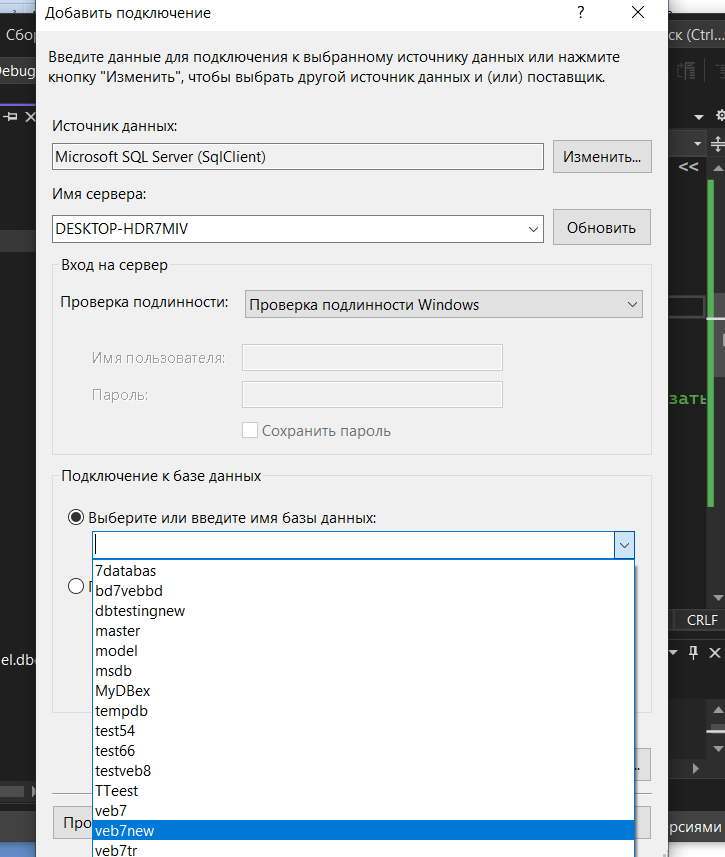 Добавить подключение
?
Сбор
ск (Ctrl...
Debug
Введите данные для подключения к выбранному источнику данных или нажмите
кнопку "Изменить", чтобы выбрать другой источник данных и (или) поставщик.
Источник данных:
Microsoft SQL Server (SqlClient)
Изменить...
<<
Имя сервера:
DESKTOP-HDR7MIV
Обновить
Вход на сервер
Проверка подлинности:
Проверка подлинности Windows
Имя пользователя:
Пароль:
Сохранить пароль
зать
Подключение к базе данных
Выберите или введите имя базы данных:
7databas
bd7vebbd
dbtestingnew
master
CRLF
model
el.dbo
msdb
MyDBex
tempdb
test54
test66
testveb8
TTeest
veb7
Про
veb7new
рсиями
veb7tr